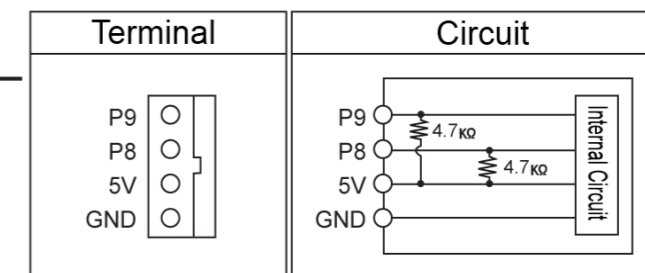 Terminal
P9
P8
5V
GND
Circuit
P9
4.7KΩ
P8
4.7KΩ
5V
GND
Internal Circuit